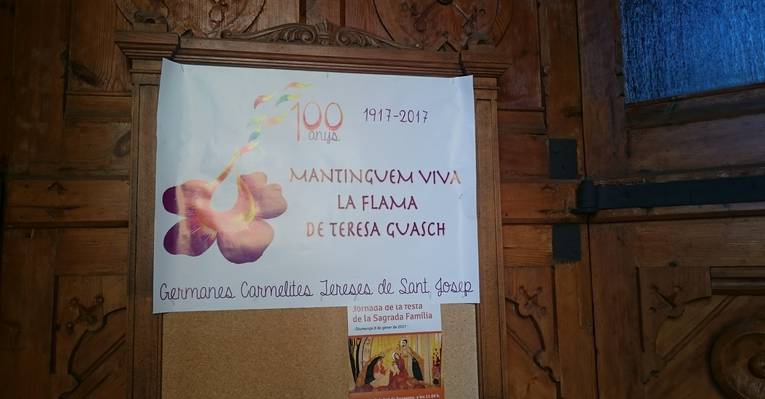 100
anys
1917-2017
MANTINGUEM VIVA
LA FLAMA
DE TERESA GUASCH
Germanes Carmelites Tereses de Sant Josep
Jornada de la festa
de la Sagrada Família